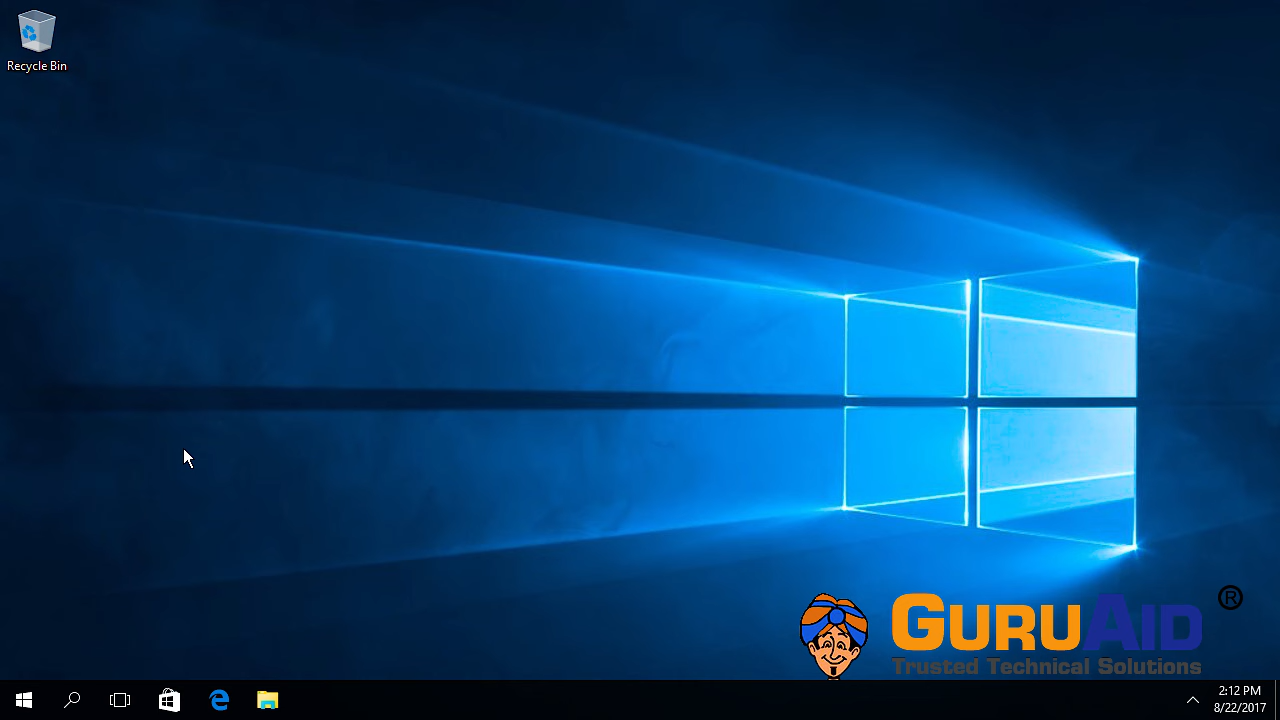 Recycle Bin
GURUAID ®
Trusted Technical Solutions
2:12 PM
8/22/2017